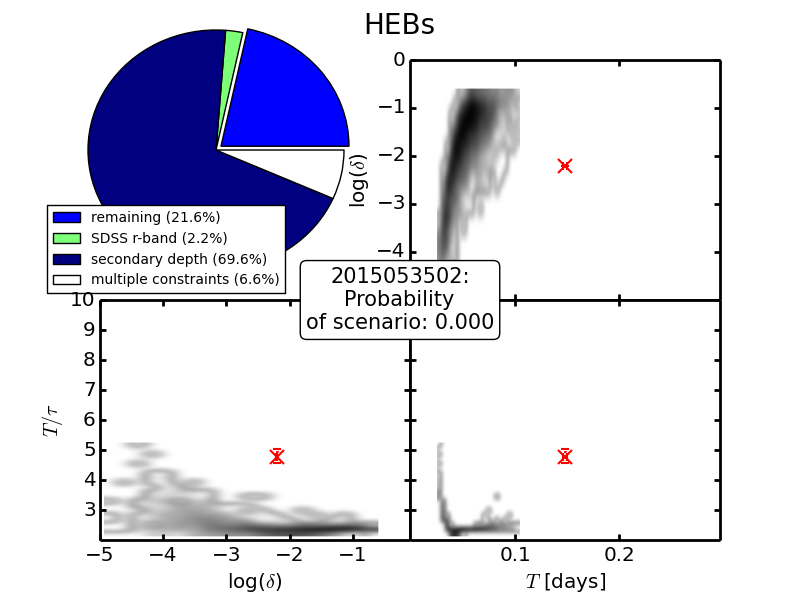 HEBs
remaining (21.6%)
SDSS r-band (2.2%)
secondary depth (69.6%)
multiple constraints (6.6%)
0
−1
−2
−3
−4
log(δ)
2015053502:
Probability
of scenario: 0.000
10
9
8
7
6
5
4
3
T/τ
−5 −4 −3 −2 −1
log(δ)
0.1 0.2
T [days]